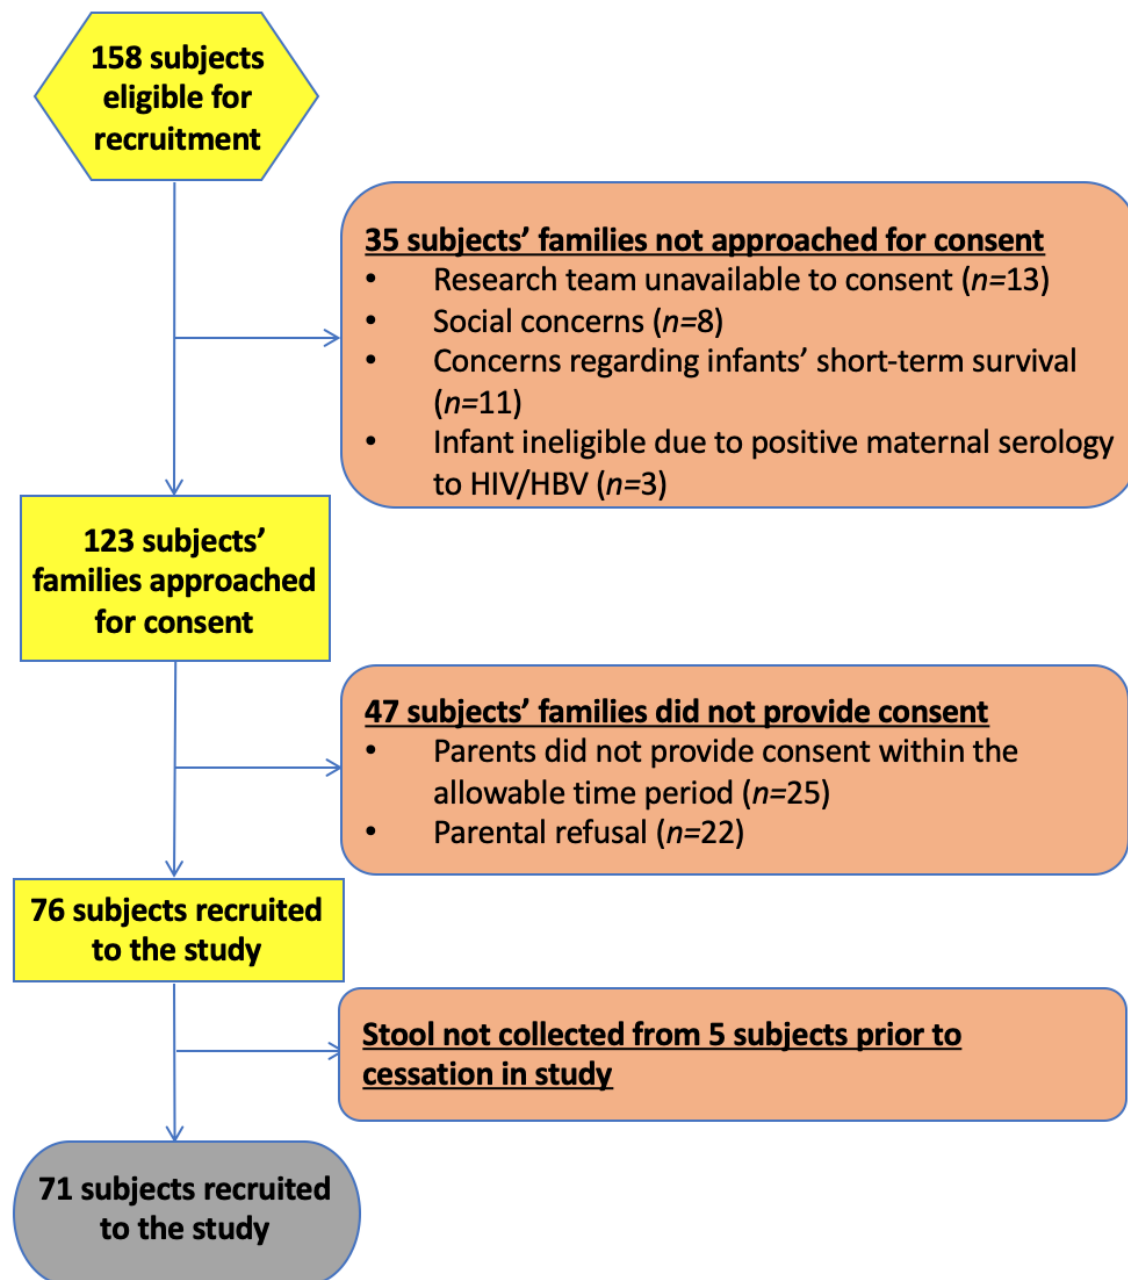 158 subjects
eligible for
recruitment
35 subjects’ families not approached for consent
• Research team unavailable to consent (n=13)
• Social concerns (n=8)
• Concerns regarding infants’ short-term survival
(n=11)
• Infant ineligible due to positive maternal serology
to HIV/HBV (n=3)
123 subjects’
families approached
for consent
47 subjects’ families did not provide consent
• Parents did not provide consent within the
allowable time period (n=25)
• Parental refusal (n=22)
76 subjects recruited
to the study
Stool not collected from 5 subjects prior to
cessation in study
71 subjects recruited
to the study